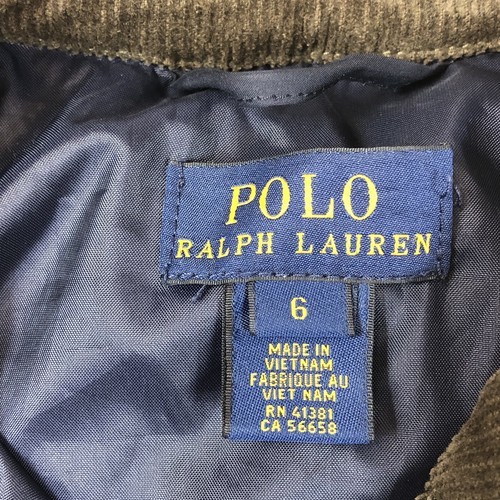 POLO
RALPH LAUREN
6
MADE IN
VIETNAM
FABRIQUE AU
VIET NAM
RN 41381
CA 56658